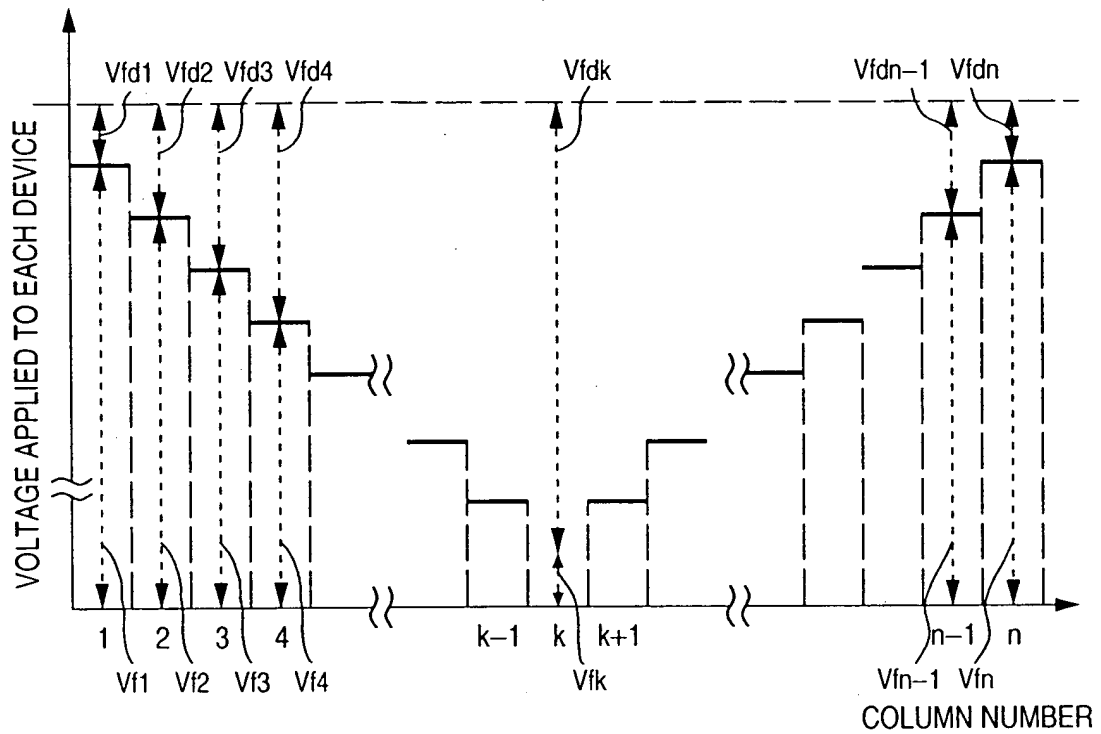 VOLTAGE APPLIED TO EACH DEVICE
Vfd1 Vfd2 Vfd3 Vfd4 Vfdk Vfdn−1 Vfdn
1 2 3 4 k−1 k k+1 n−1 n
Vf1 Vf2 Vf3 Vf4 Vfk Vfn−1 Vfn
COLUMN NUMBER